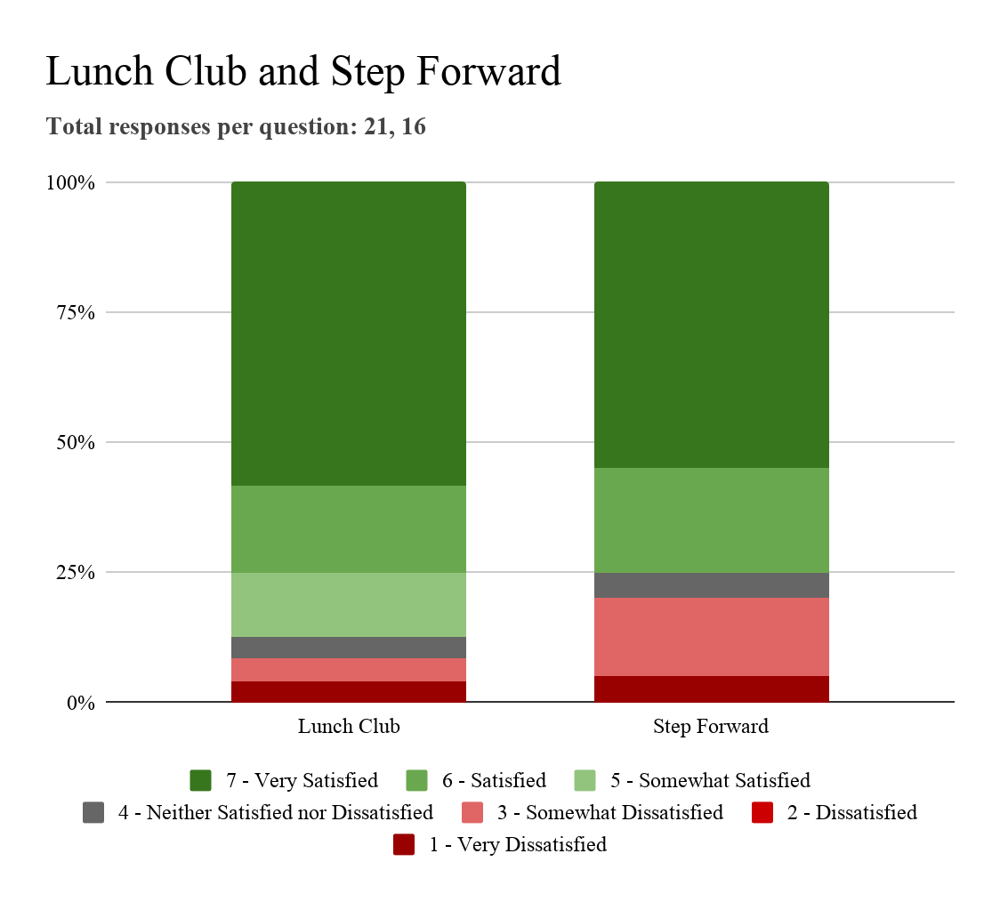 Lunch Club and Step Forward
Total responses per question: 21, 16
100%
75%
50%
25%
0%
Lunch Club Step Forward
7 - Very Satisfied 6 - Satisfied 5 - Somewhat Satisfied
4 - Neither Satisfied nor Dissatisfied 3 - Somewhat Dissatisfied 2 - Dissatisfied
1 - Very Dissatisfied